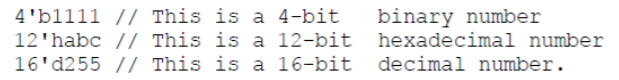 4'b1111 // This is a 4-bit   binary number
12'habc // This is a 12-bit  hexadecimal number
16'd255 // This is a 16-bit  decimal number.